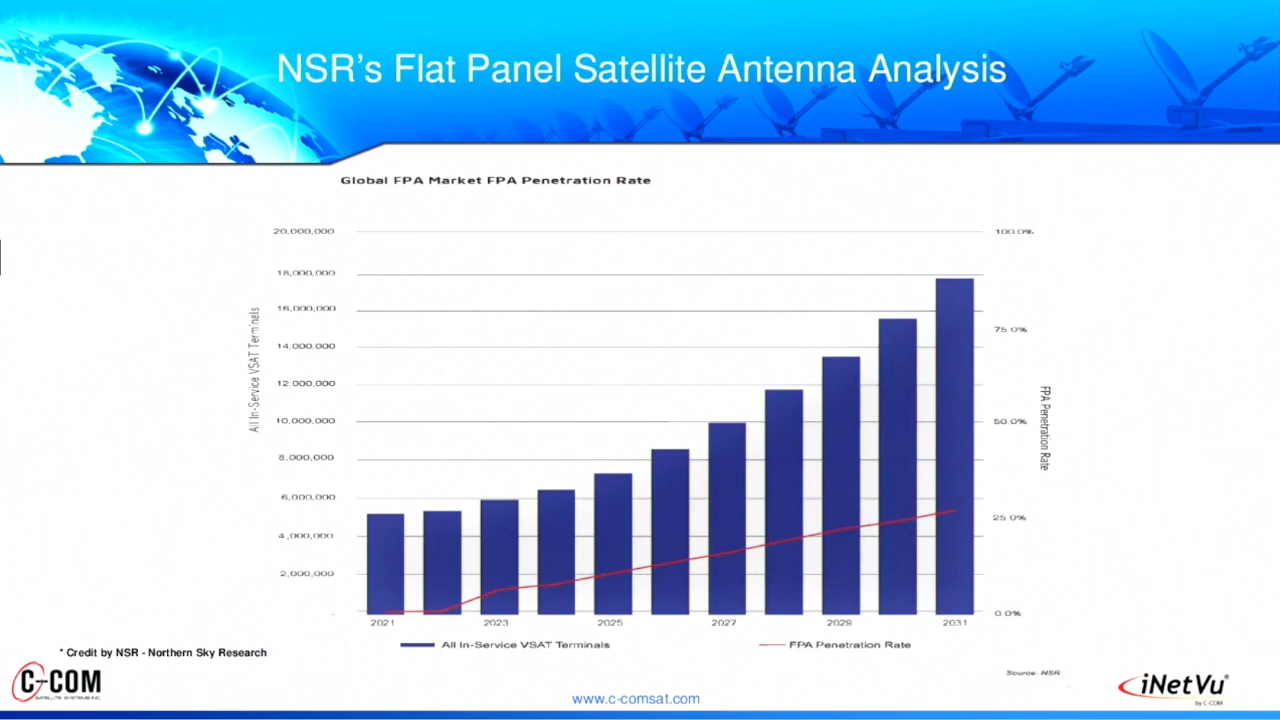 NSR's Flat Panel Satellite Antenna Analysis
Global FPA Market FPA Penetration Rate
20,000,000
18,000,000
16,000,000
14,000,000
12,000,000
10,000,000
8,000,000
6,000,000
4,000,000
2,000,000
-
All In-Service VSAT Terminals
100.0%
75.0%
50.0%
25.0%
0.0%
FPA Penetration Rate
2021 2023 2025 2027 2029 2031
All In-Service VSAT Terminals FPA Penetration Rate
* Credit by NSR - Northern Sky Research
Source: NSR
C-COM
SATELLITE SYSTEMS INC.
www.c-comsat.com
iNetVu®
by C-COM